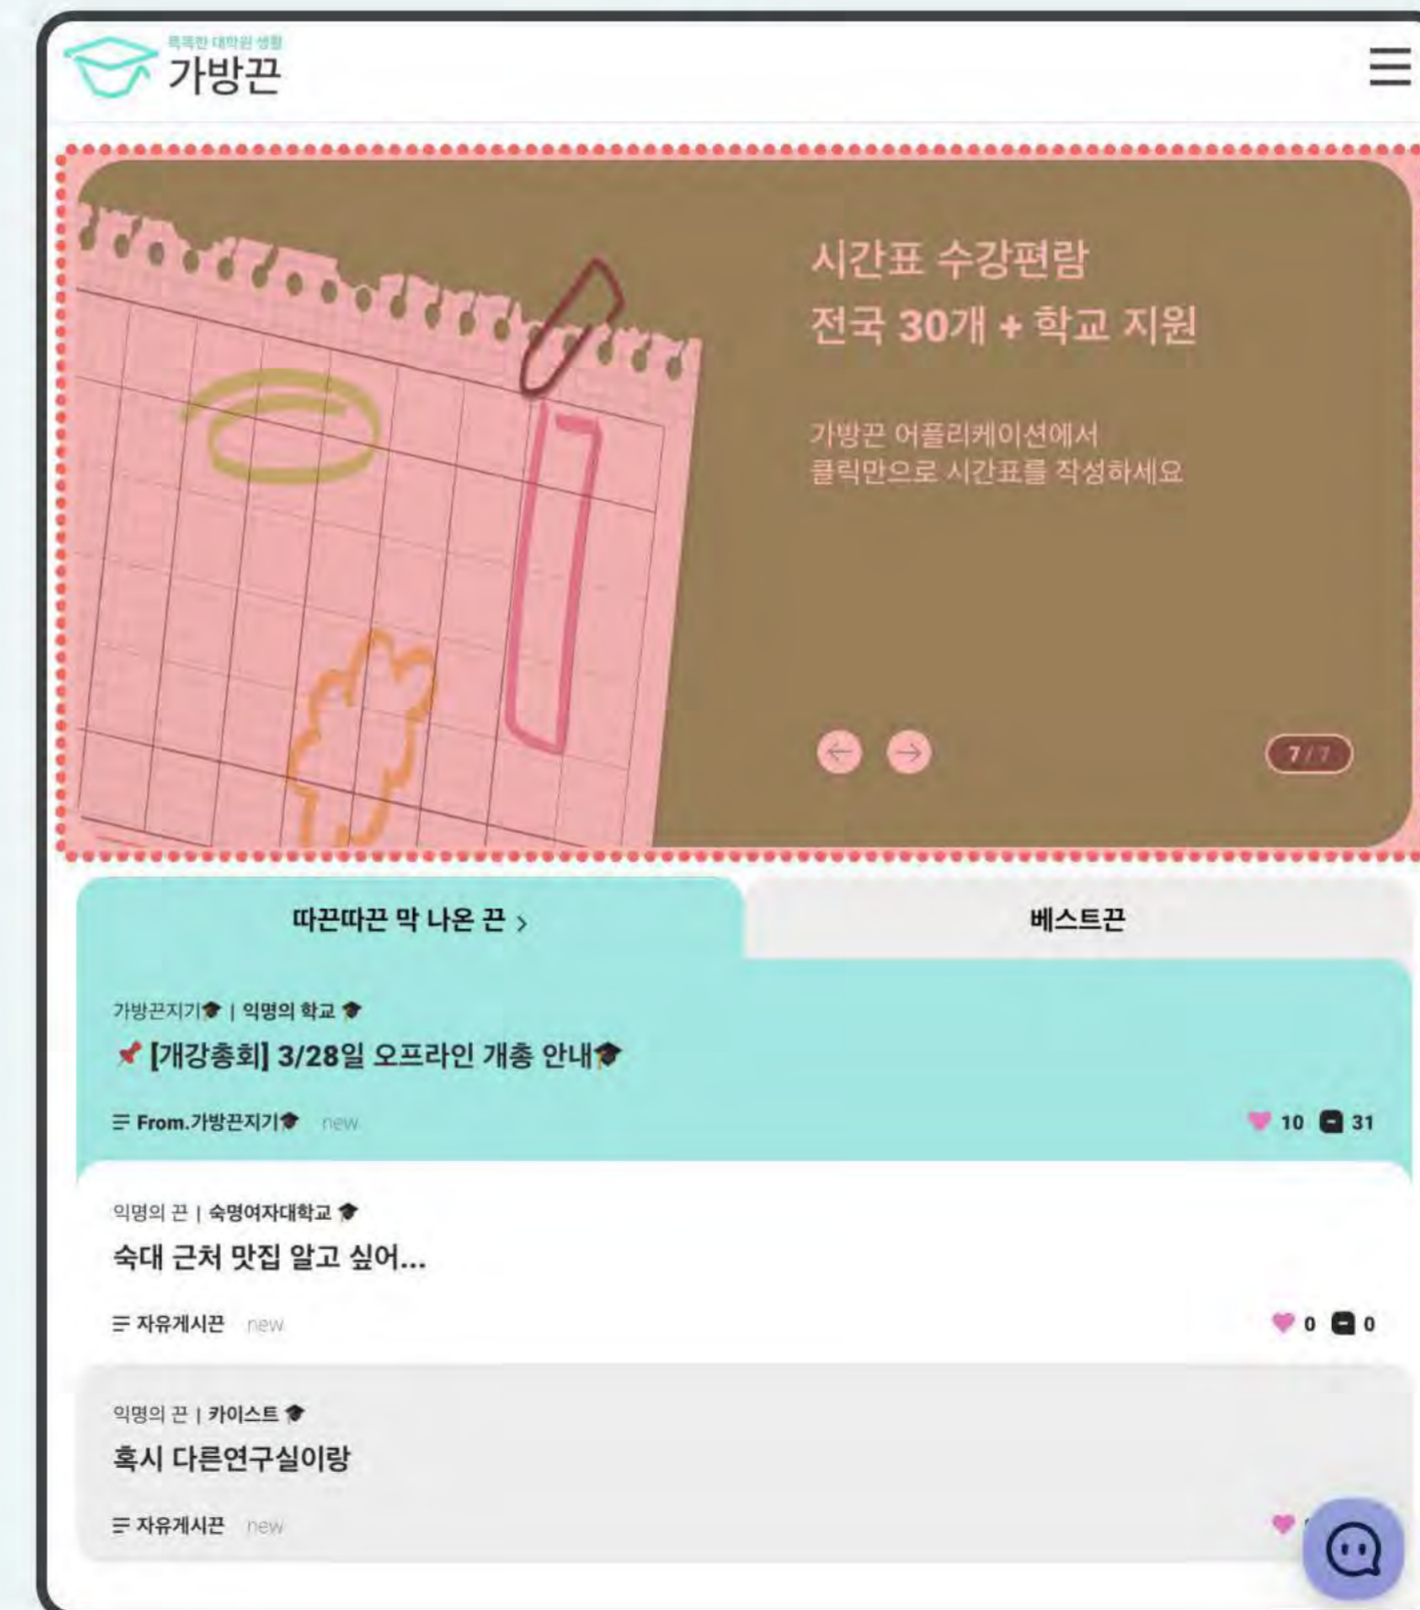 똑똑한 대학원 생활
가방끈
시간표 수강편람
전국 30개 + 학교 지원
가방끈 어플리케이션에서
클릭만으로 시간표를 작성하세요
7 / 7
따끈따끈 막 나온 끈 >
베스트끈
가방끈지기🎓 | 익명의 학교 🎓
📌 [개강총회] 3/28일 오프라인 개총 안내🎓
From.가방끈지기🎓 new
10 31
익명의 끈 | 숙명여자대학교 🎓
숙대 근처 맛집 알고 싶어...
자유게시끈 new
0 0
익명의 끈 | 카이스트 🎓
혹시 다른연구실이랑
자유게시끈 new